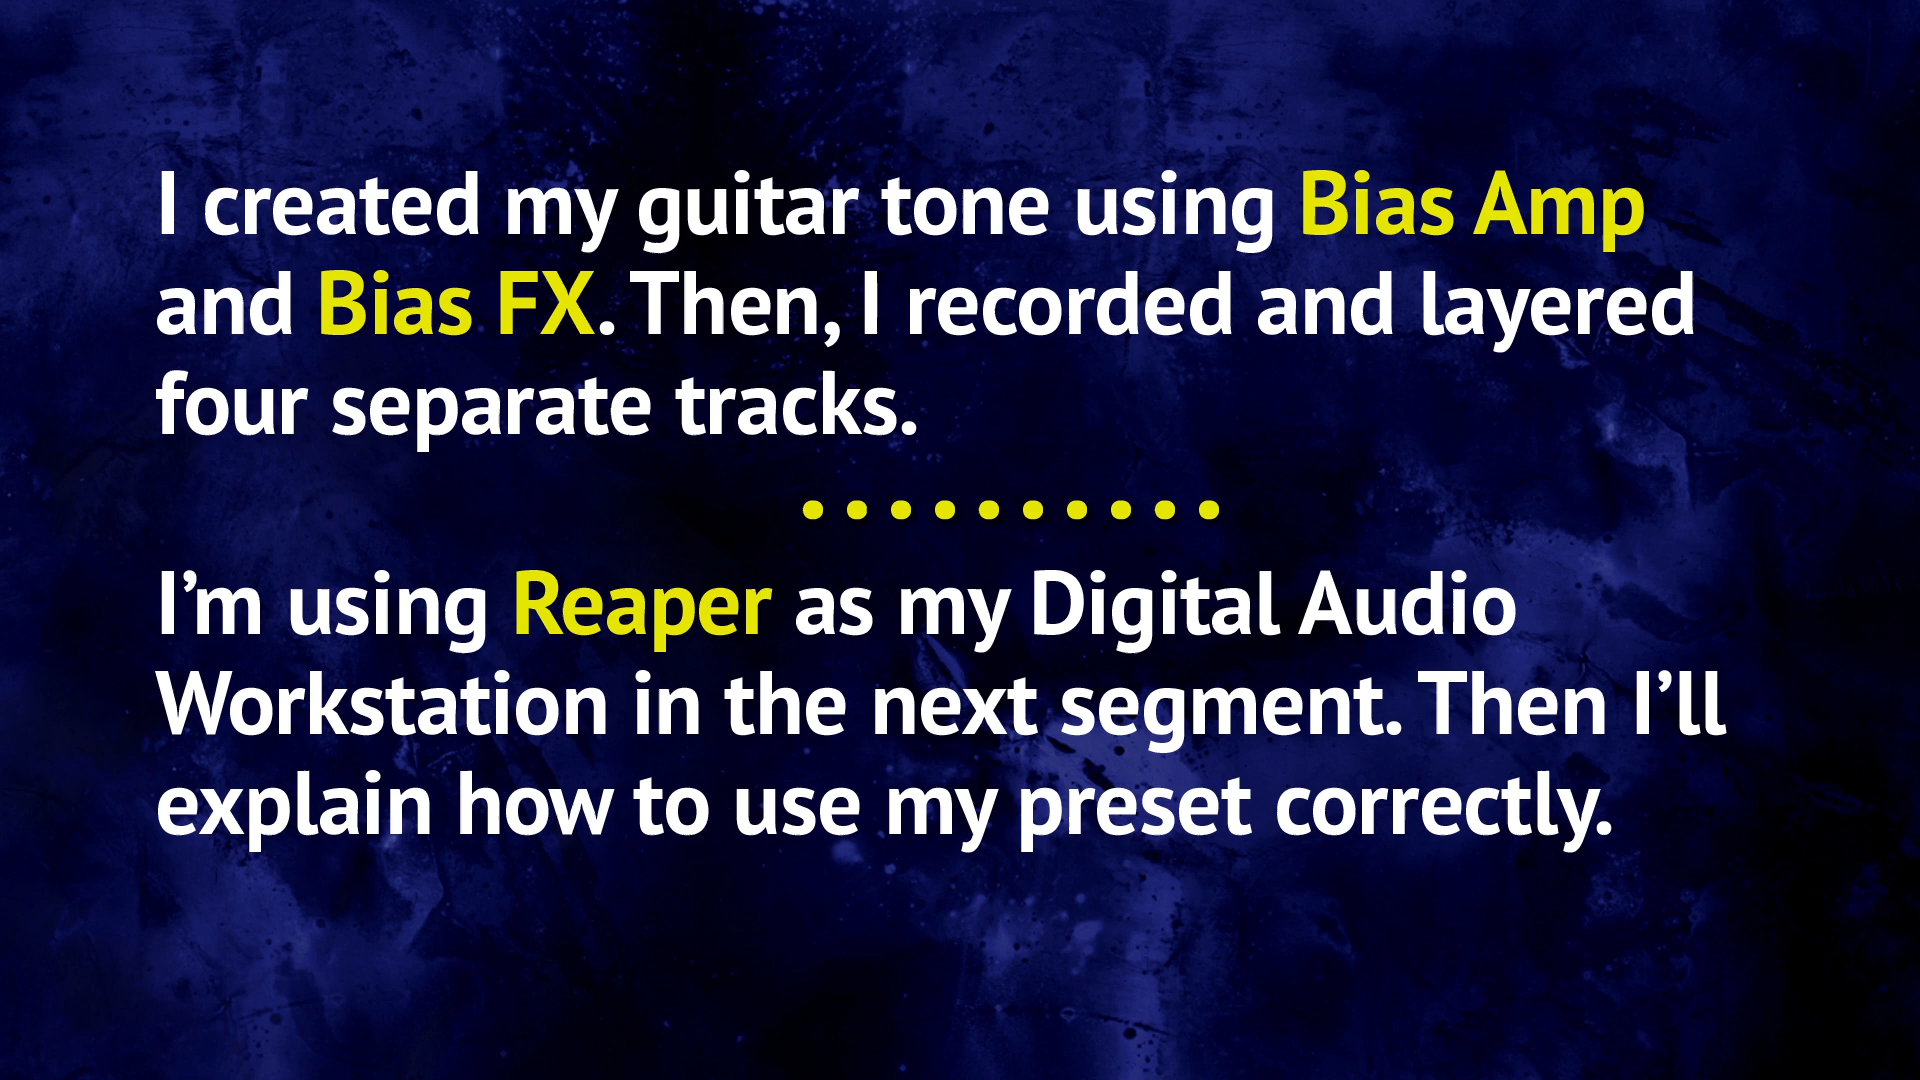 I created my guitar tone using Bias Amp
and Bias FX. Then, I recorded and layered
four separate tracks.
• • • • • • • • • •
I’m using Reaper as my Digital Audio
Workstation in the next segment. Then I’ll
explain how to use my preset correctly.